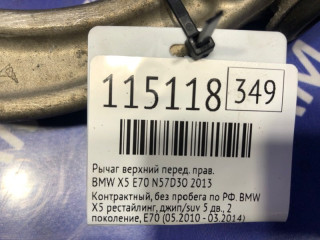 115118 349
Рычаг верхний перед. прав.
BMW X5 E70 N57D30 2013
Контрактный, без пробега по РФ. BMW
X5 рестайлинг, джип/suv 5 дв., 2
поколение, E70 (05.2010 - 03.2014)